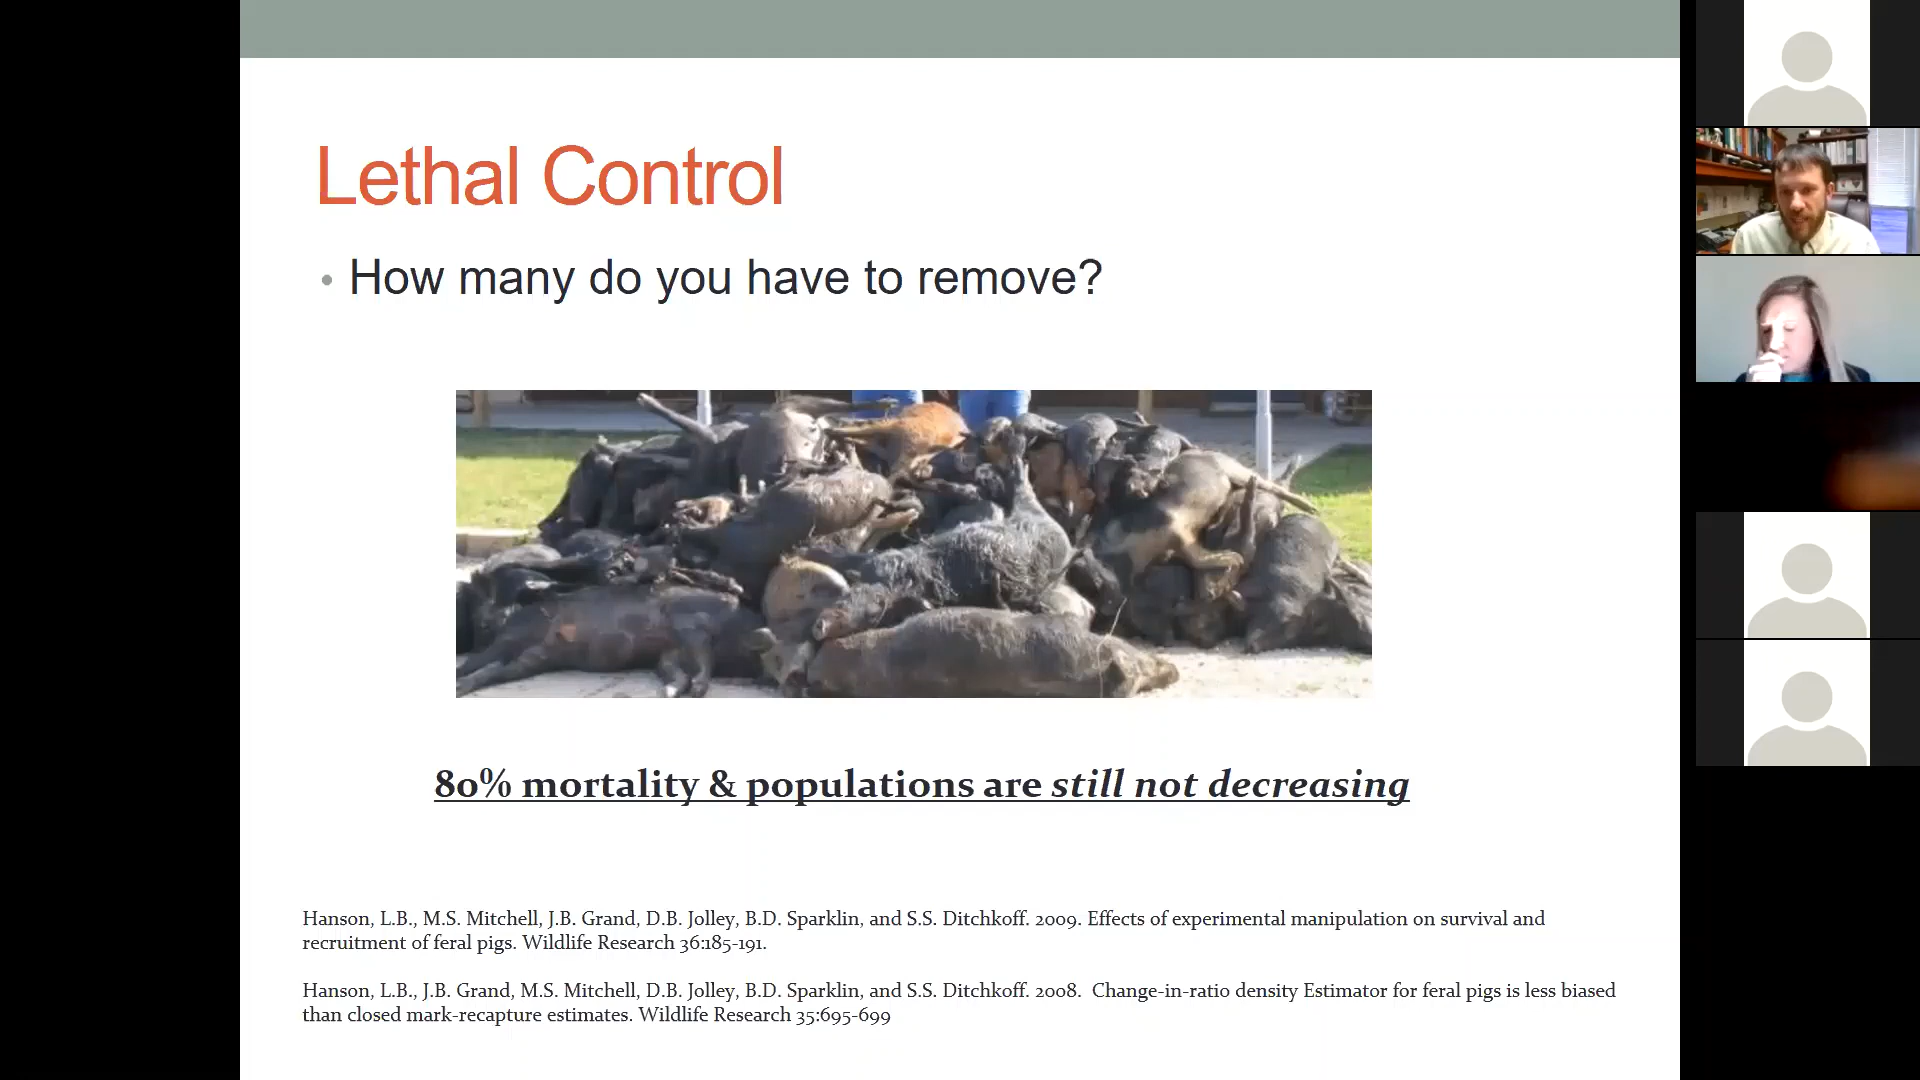 Lethal Control
• How many do you have to remove?
80% mortality & populations are still not decreasing
Hanson, L.B., M.S. Mitchell, J.B. Grand, D.B. Jolley, B.D. Sparklin, and S.S. Ditchkoff. 2009. Effects of experimental manipulation on survival and
recruitment of feral pigs. Wildlife Research 36:185-191.
Hanson, L.B., J.B. Grand, M.S. Mitchell, D.B. Jolley, B.D. Sparklin, and S.S. Ditchkoff. 2008. Change-in-ratio density Estimator for feral pigs is less biased
than closed mark-recapture estimates. Wildlife Research 35:695-699